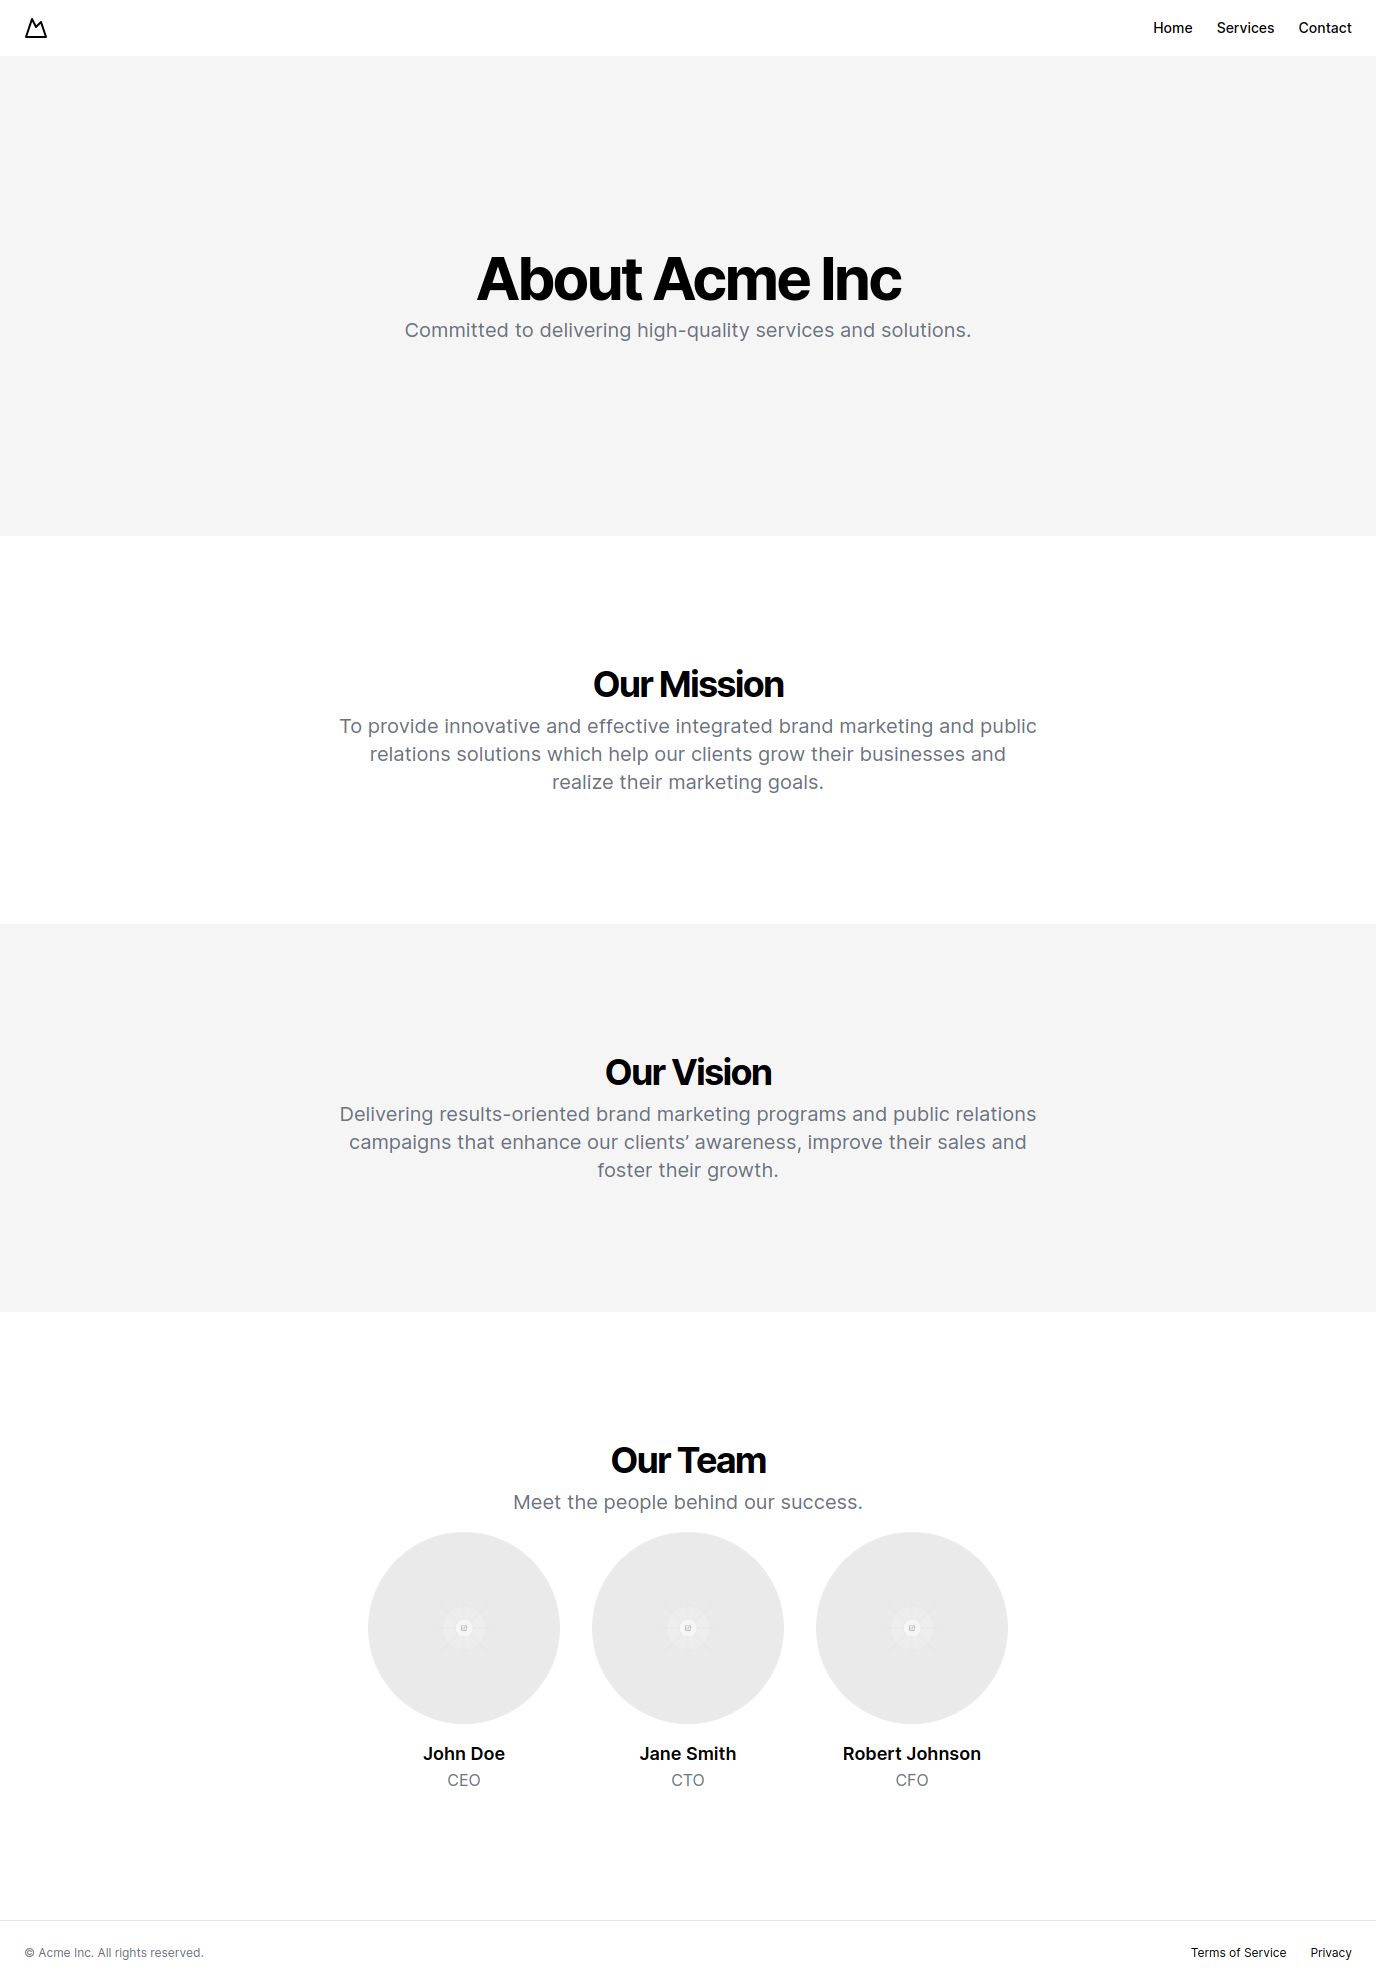 Home Services Contact
About Acme Inc
Committed to delivering high-quality services and solutions.
Our Mission
To provide innovative and effective integrated brand marketing and public
relations solutions which help our clients grow their businesses and
realize their marketing goals.
Our Vision
Delivering results-oriented brand marketing programs and public relations
campaigns that enhance our clients’ awareness, improve their sales and
foster their growth.
Our Team
Meet the people behind our success.
John Doe Jane Smith Robert Johnson
CEO CTO CFO
© Acme Inc. All rights reserved. Terms of Service Privacy